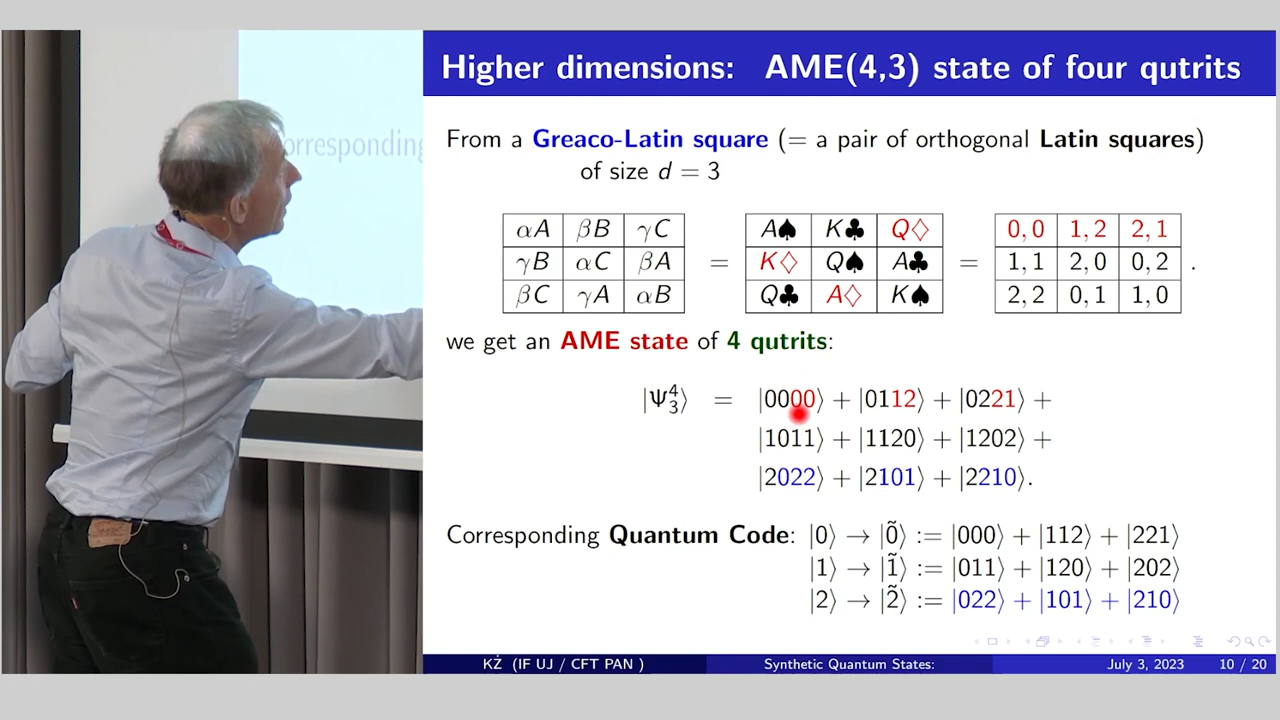 Higher dimensions: AME(4,3) state of four qutrits
orresponding
From a Greaco-Latin square (= a pair of orthogonal Latin squares)
of size d = 3
αA βB γC A♠ K♣ Q♢ 0,0 1,2 2,1
γB αC βA = K♢ Q♠ A♣ = 1,1 2,0 0,2 .
βC γA αB Q♣ A♢ K♠ 2,2 0,1 1,0
we get an AME state of 4 qutrits:
|Ψ⁴₃⟩ = |0000⟩ + |0112⟩ + |0221⟩ +
|1011⟩ + |1120⟩ + |1202⟩ +
|2022⟩ + |2101⟩ + |2210⟩.
Corresponding Quantum Code: |0⟩ → |0̃⟩ := |000⟩ + |112⟩ + |221⟩
|1⟩ → |1̃⟩ := |011⟩ + |120⟩ + |202⟩
|2⟩ → |2̃⟩ := |022⟩ + |101⟩ + |210⟩
KŻ (IF UJ / CFT PAN ) Synthetic Quantum States: July 3, 2023 10 / 20